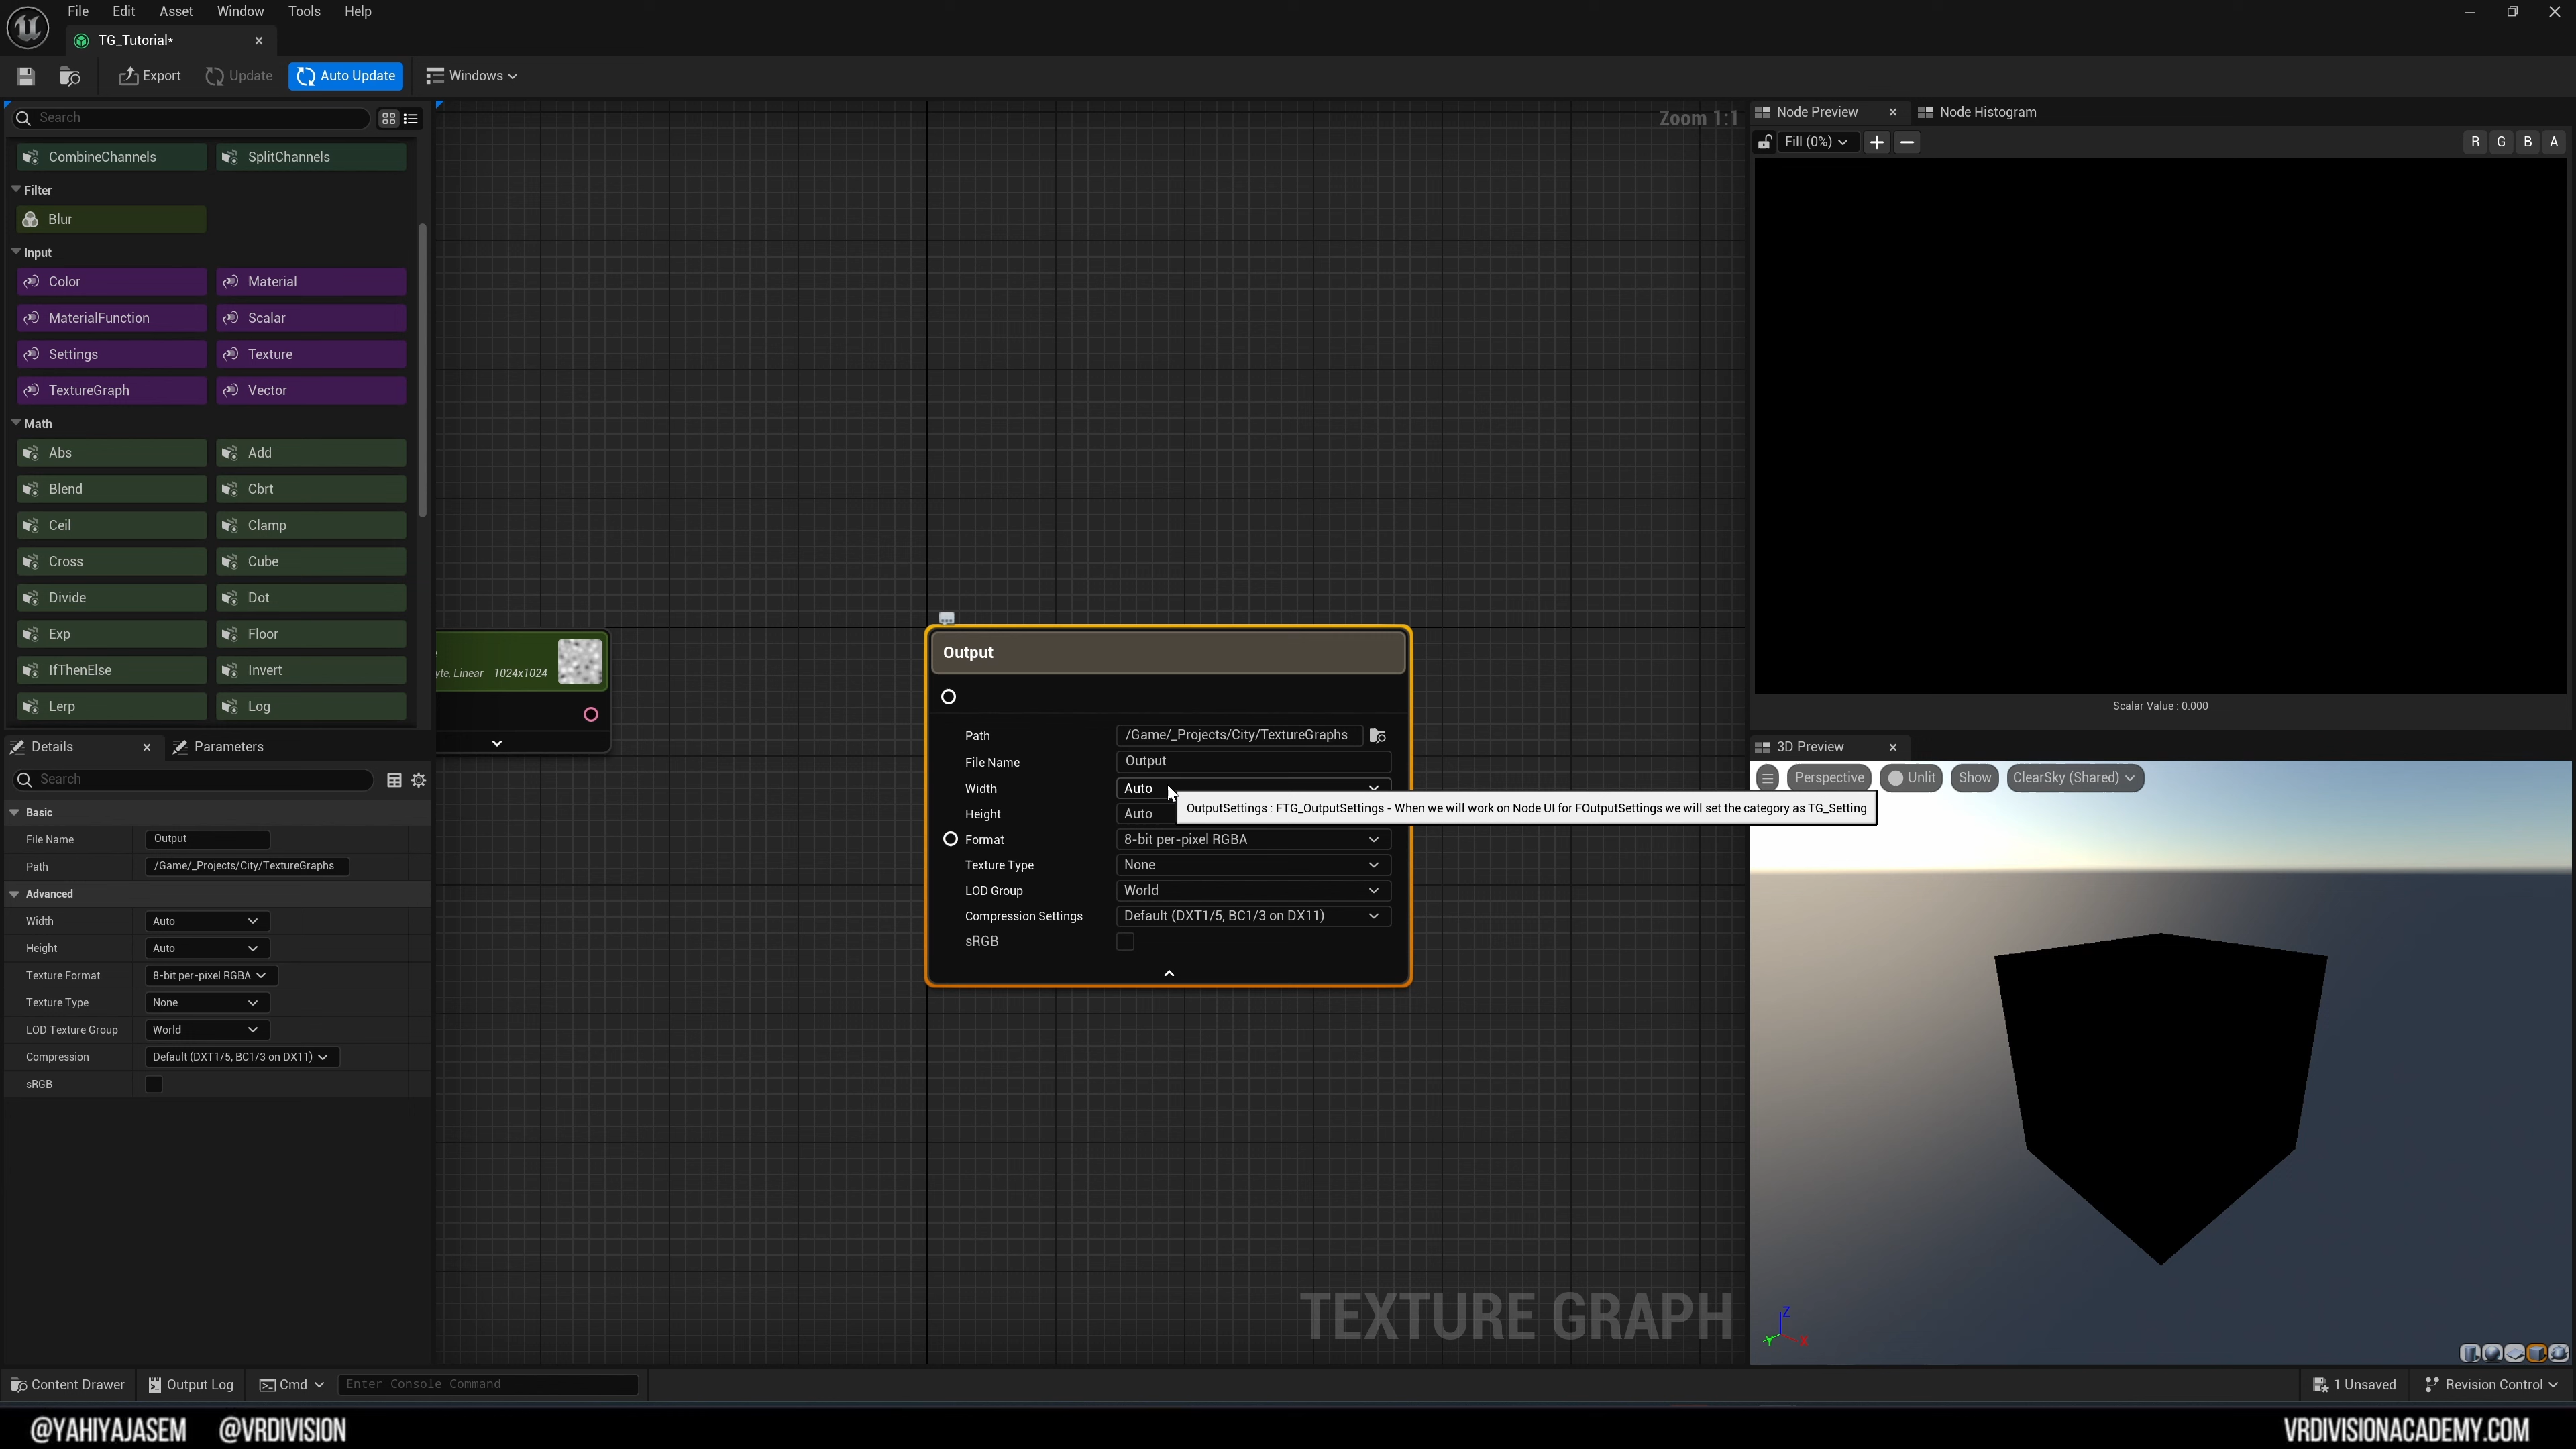 File Edit Asset Window Tools Help
TG_Tutorial*
Export Update Auto Update Windows
Search
CombineChannels SplitChannels
Filter
Blur
Input
Color Material
MaterialFunction Scalar
Settings Texture
TextureGraph Vector
Math
Abs Add
Blend Cbrt
Ceil Clamp
Cross Cube
Divide Dot
Exp Floor
IfThenElse Invert
Lerp Log
Details Parameters
Search
Basic
File Name Output
Path /Game/_Projects/City/TextureGraphs
Advanced
Width Auto
Height Auto
Texture Format 8-bit per-pixel RGBA
Texture Type None
LOD Texture Group World
Compression Default (DXT1/5, BC1/3 on DX11)
sRGB
Zoom 1:1
Linear 1024x1024
Output
Path /Game/_Projects/City/TextureGraphs
File Name Output
Width Auto
OutputSettings : FTG_OutputSettings - When we will work on Node UI for FOutputSettings we will set the category as TG_Setting
Height Auto
Format 8-bit per-pixel RGBA
Texture Type None
LOD Group World
Compression Settings Default (DXT1/5, BC1/3 on DX11)
sRGB
TEXTURE GRAPH
Node Preview Node Histogram
Fill (0%) R G B A
Scalar Value : 0.000
3D Preview
Perspective Unlit Show ClearSky (Shared)
Z
Y X
Content Drawer Output Log Cmd Enter Console Command 1 Unsaved Revision Control
@YAHIYAJASEM @VRDIVISION VRDIVISIONACADEMY.COM